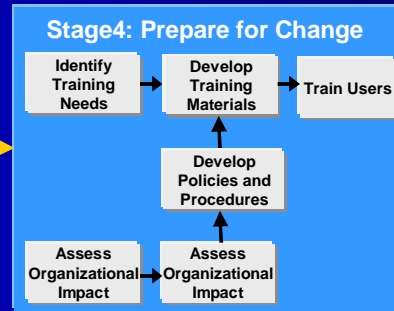 Stage4: Prepare for Change
Identify
Training
Needs
Develop
Training
Materials
Train Users
Develop
Policies and
Procedures
Assess
Organizational
Impact
Assess
Organizational
Impact